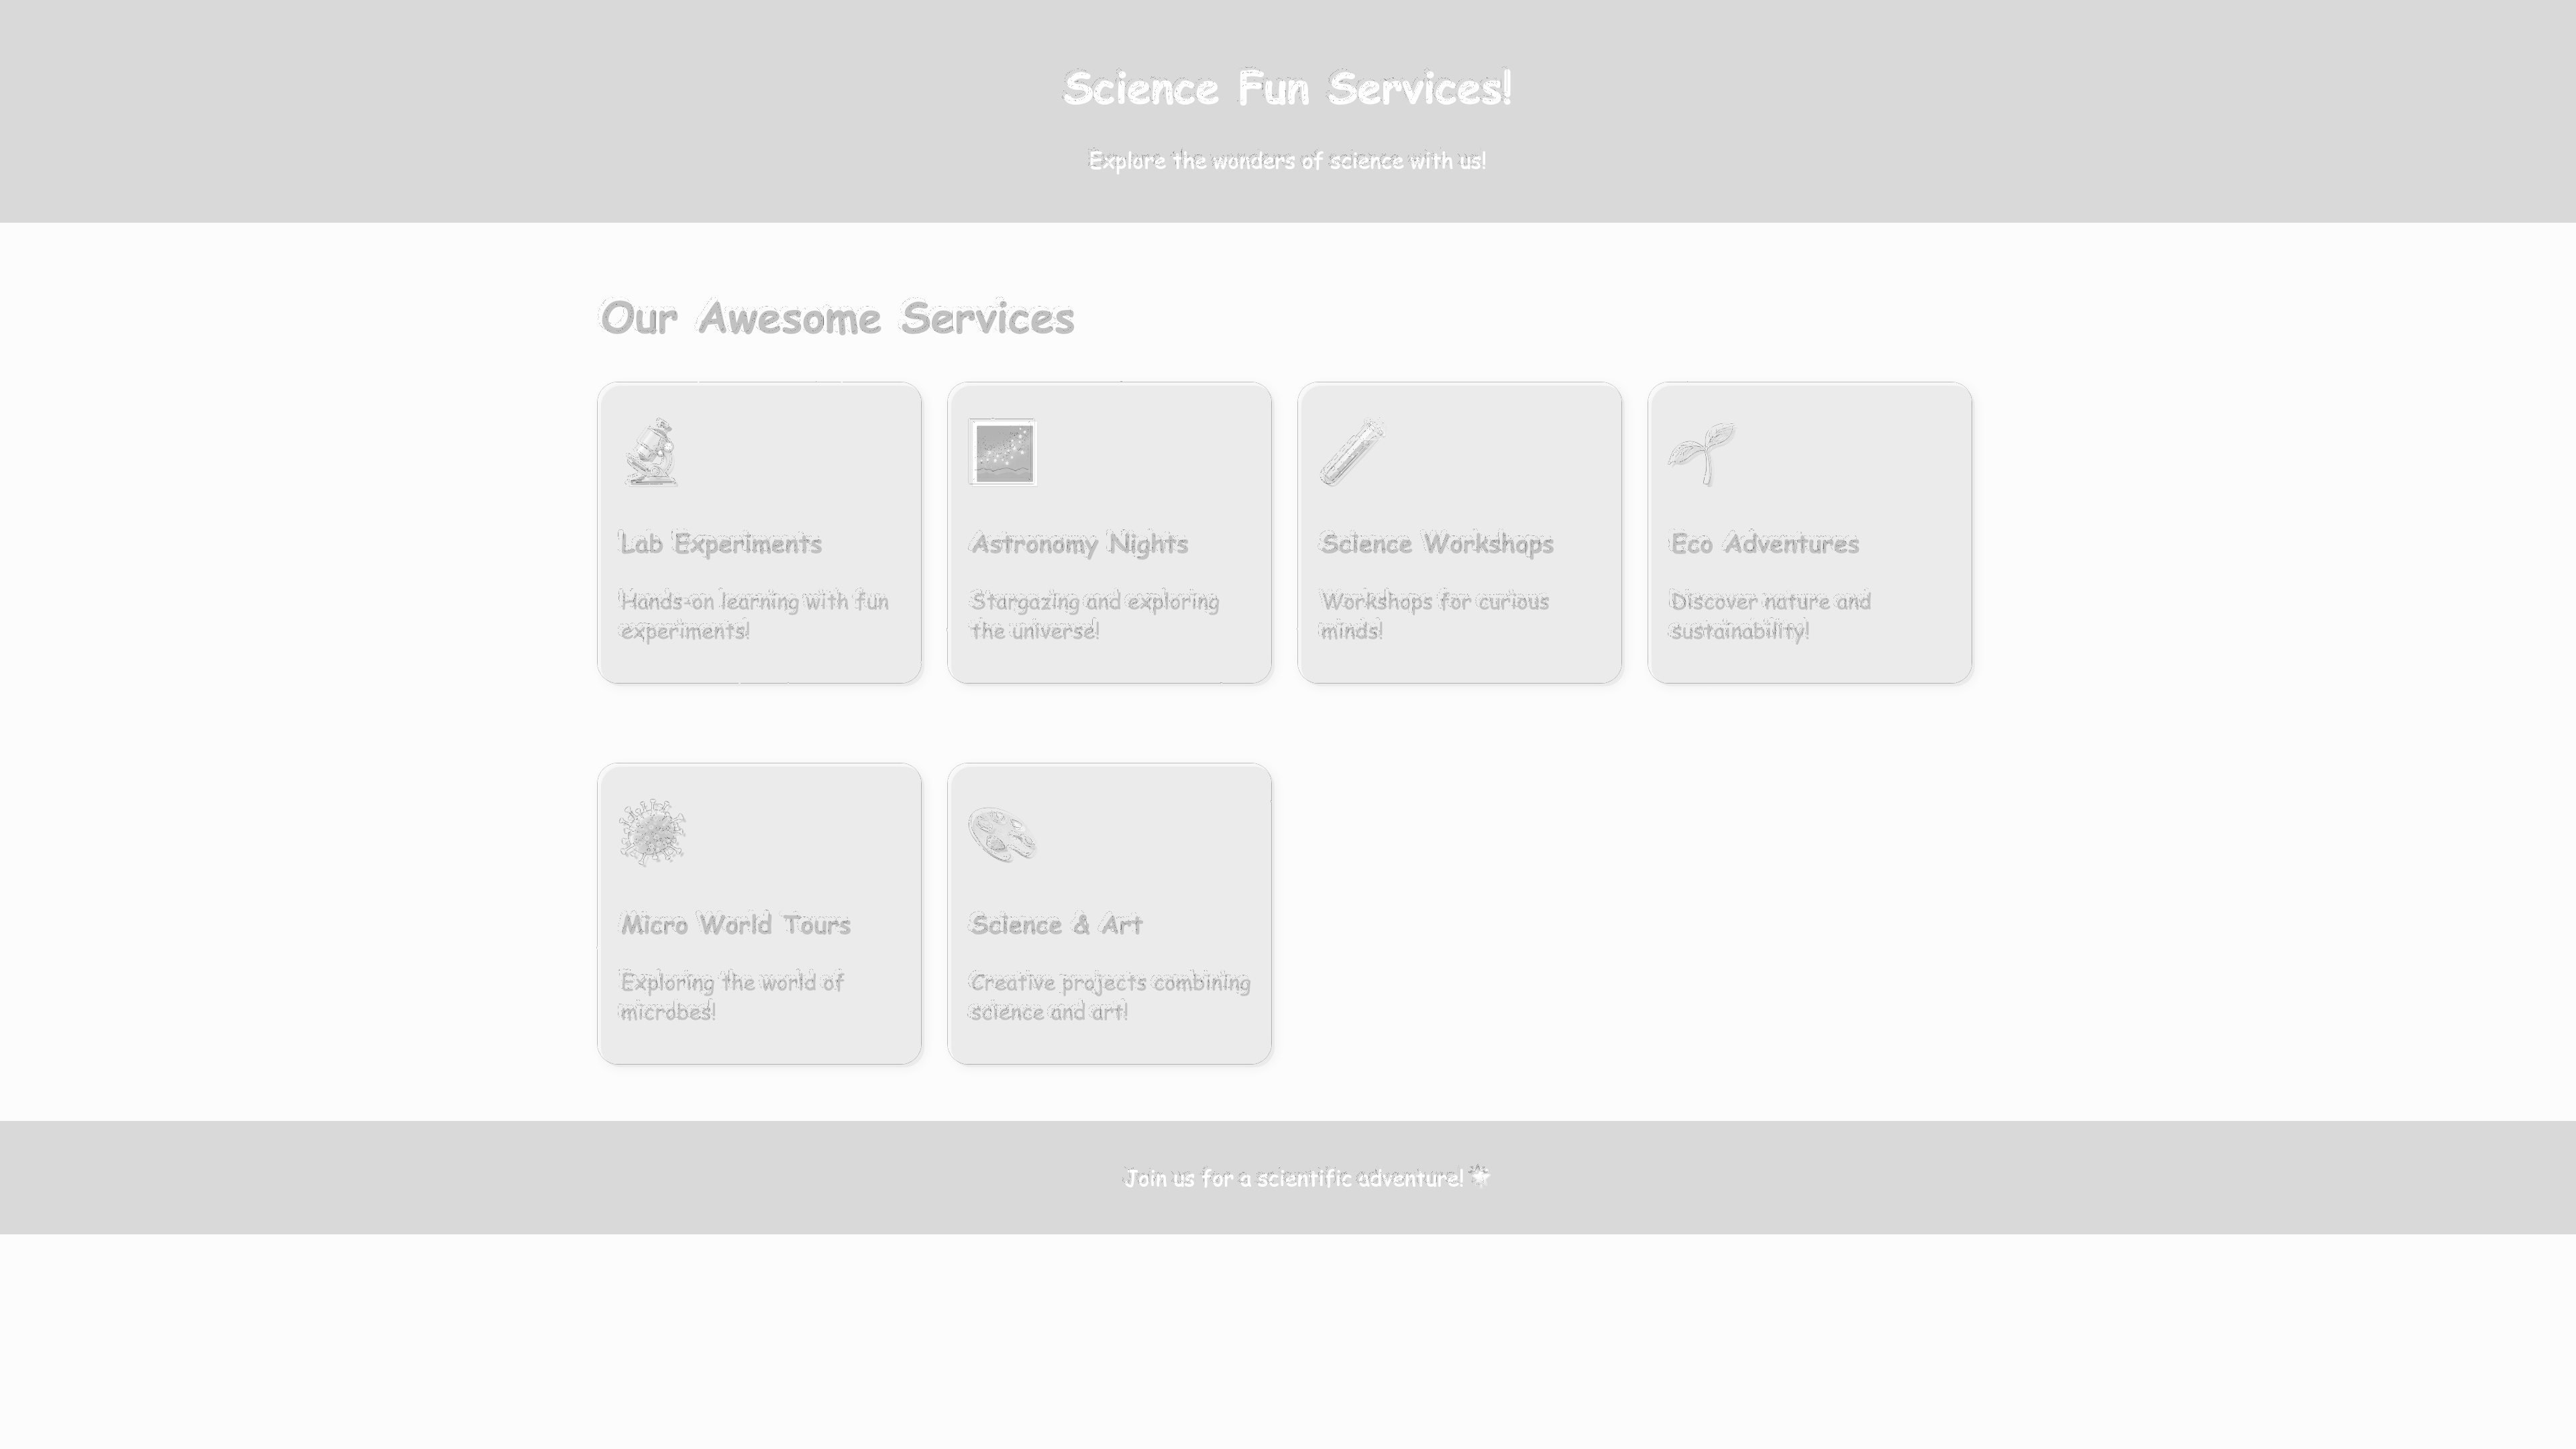 Science Fun Services!
Explore the wonders of science with us!
Our Awesome Services
Lab Experiments
Hands-on learning with fun
experiments!
Astronomy Nights
Stargazing and exploring
the universe!
Science Workshops
Workshops for curious
minds!
Eco Adventures
Discover nature and
sustainability!
Micro World Tours
Exploring the world of
microbes!
Science & Art
Creative projects combining
science and art!
Join us for a scientific adventure!